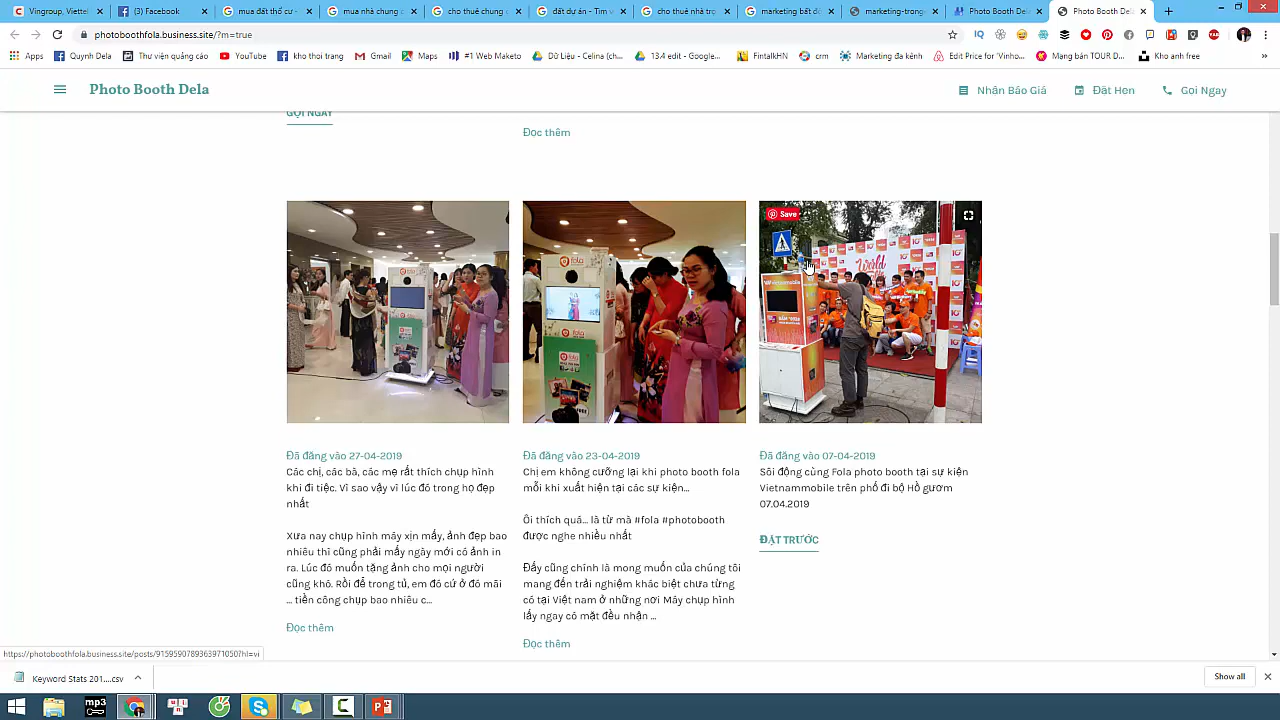 Vingroup, Viettel
(3) Facebook
mua đất thổ cư -
mua nhà chung c
cho thuê chung c
đất dự án - Tìm v
cho thuê nhà trọ
marketing bất đ
marketing-trong-
Photo Booth Dela
Photo Booth Dela
photoboothfola.business.site/?m=true
Apps
Quynh Dela
Thư viện quảng cáo
YouTube
kho thoi trang
Gmail
Maps
#1 Web Maketo
Dữ Liệu - Celina (ch...
13.4 edit - Google...
FintalkHN
crm
Marketing đa kênh
Edit Price for 'Vinho...
Mạng bán TOUR D...
Kho anh free
Photo Booth Dela
Nhận Báo Giá
Đặt Hẹn
Gọi Ngay
GỌI NGAY
Đọc thêm
Save
Đã đăng vào 27-04-2019
Các chị, các bà, các mẹ rất thích chụp hình
khi đi tiệc. Vì sao vậy vì lúc đó trong họ đẹp
nhất
Xưa nay chụp hình máy xịn mấy, ảnh đẹp bao
nhiêu thì cũng phải mấy ngày mới có ảnh in
ra. Lúc đó muốn tặng ảnh cho mọi người
cũng khó. Rồi để trong tủ, em đó cứ ở đó mãi
... tiền công chụp bao nhiêu c...
Đọc thêm
Đã đăng vào 23-04-2019
Chị em không cưỡng lại khi photo booth fola
mỗi khi xuất hiện tại các sự kiện...
Ôi thích quá... là từ mà #fola #photobooth
được nghe nhiều nhất
Đấy cũng chính là mong muốn của chúng tôi
mang đến trải nghiệm khác biệt chưa từng
có tại Việt nam ở những nơi Máy chụp hình
lấy ngay có mặt đều nhận ...
Đọc thêm
Đã đăng vào 07-04-2019
Sôi động cùng Fola photo booth tại sự kiện
Vietnammobile trên phố đi bộ Hồ gươm
07.04.2019
ĐẶT TRƯỚC
https://photoboothfola.business.site/posts/9159590789363971050?hl=vi
Keyword Stats 201....csv
Show all